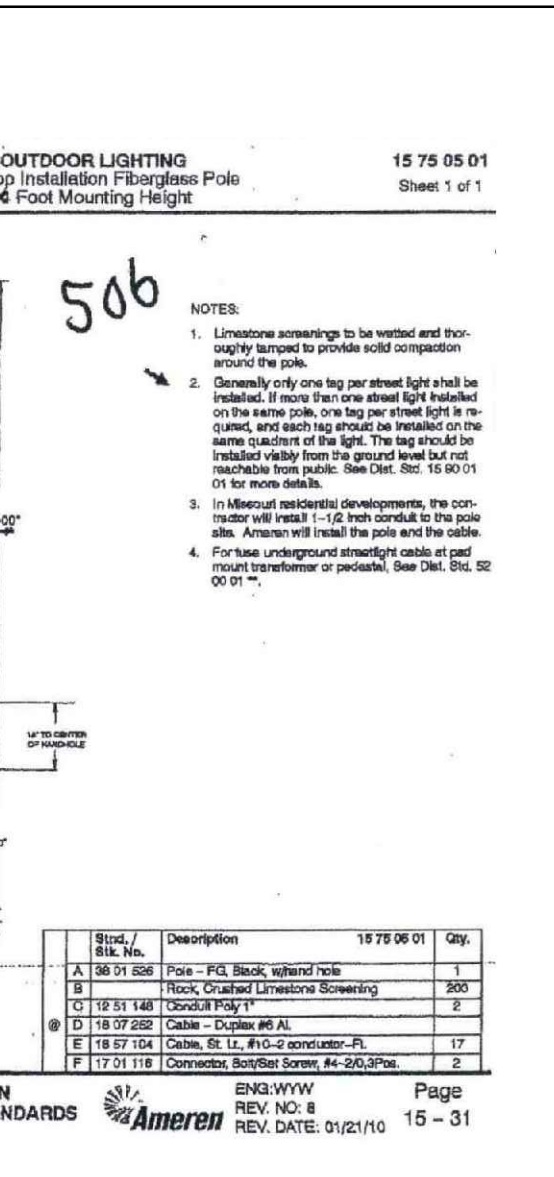 OUTDOOR LIGHTING
15 75 05 01
op Installation Fiberglass Pole
Sheet 1 of 1
Foot Mounting Height
506
NOTES:
1. Limestone screenings to be wetted and thor-
oughly tamped to provide solid compaction
around the pole.
2. Generally only one tag per street light shall be
installed. If more than one street light installed
on the same pole, one tag per street light is re-
quired, and each tag should be installed on the
same quadrant of the light. The tag should be
installed visibly from the ground level but not
reachable from public. See Dist. Std. 15 80 01
01 for more details.
3. In Missouri residential developments, the con-
tractor will install 1-1/2 inch conduit to the pole
site. Ameren will install the pole and the cable.
4. For fuse underground streetlight cable at pad
mount transformer or pedestal, See Dist. Std. 52
00 01 **.
00"
TO CENTER
OF HANDHOLE
Stnd. / Description 15 75 05 01 Qty.
Stk. No.
A 38 01 526 Pole - FG, Black, w/hand hole 1
B Rock, Crushed Limestone Screening 200
C 12 51 148 Conduit Poly 1" 2
@ D 18 07 252 Cable - Duplex #6 Al.
E 18 57 104 Cable, St. Lt., #10-2 conductor-Fl. 17
F 17 01 116 Connector, Bolt/Set Screw, #4-2/0,3Pos. 2
N
NDARDS
Ameren
ENG:WYW
REV. NO: 8
REV. DATE: 01/21/10
Page
15 - 31